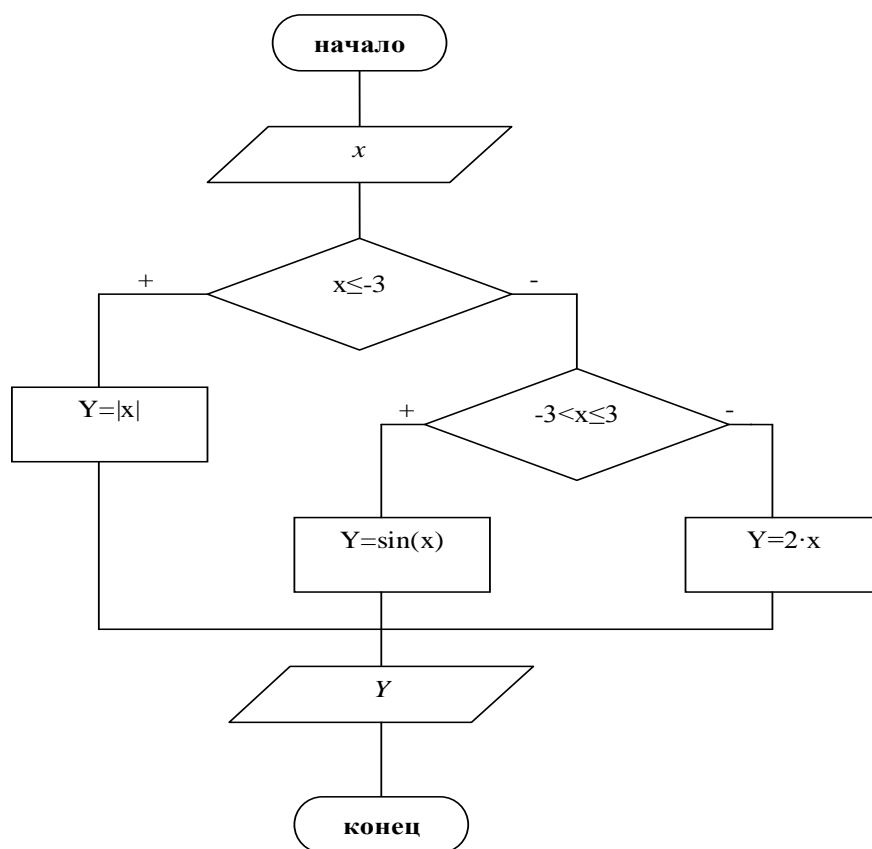 начало
x
+
x≤-3
-
Y=|x|
+
-3<x≤3
-
Y=sin(x)
Y=2·x
Y
конец